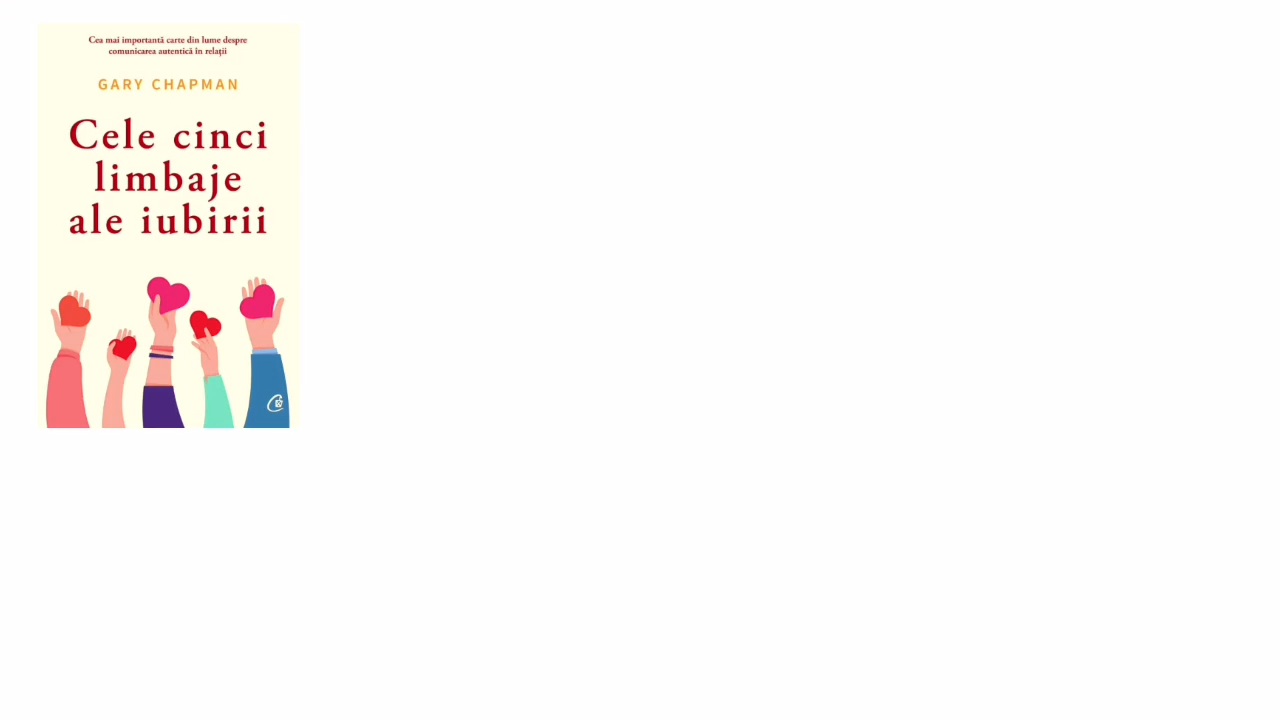 Cea mai importantă carte din lume despre
comunicarea autentică în relații
GARY CHAPMAN
Cele cinci
limbaje
ale iubirii